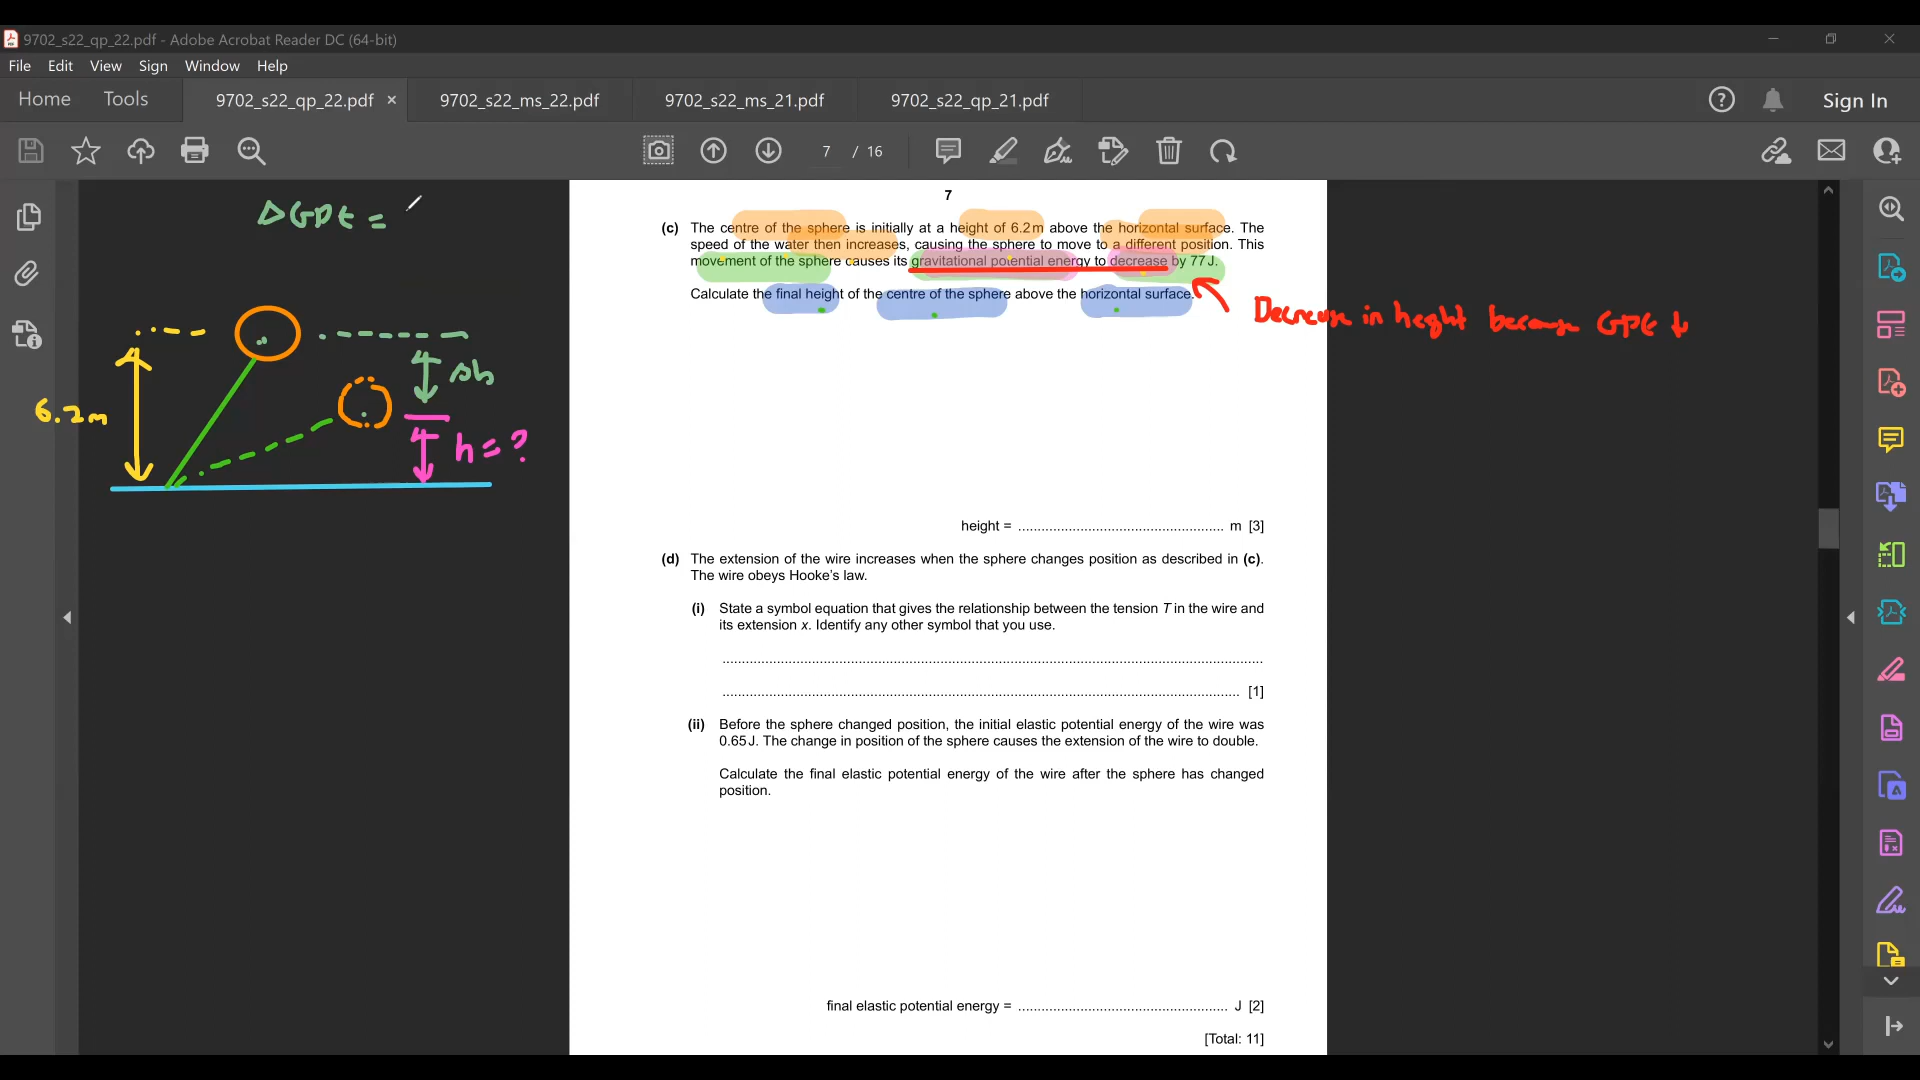 9702_s22_qp_22.pdf - Adobe Acrobat Reader DC (64-bit)
File Edit View Sign Window Help
Home Tools 9702_s22_qp_22.pdf × 9702_s22_ms_22.pdf 9702_s22_ms_21.pdf 9702_s22_qp_21.pdf Sign In
7 / 16
7
ΔGPE =
(c) The centre of the sphere is initially at a height of 6.2m above the horizontal surface. The
speed of the water then increases, causing the sphere to move to a different position. This
movement of the sphere causes its gravitational potential energy to decrease by 77J.
Calculate the final height of the centre of the sphere above the horizontal surface.
Decrease in height because GPE ↓
Δh
6.2m
h = ?
height = .................................................... m [3]
(d) The extension of the wire increases when the sphere changes position as described in (c).
The wire obeys Hooke's law.
(i) State a symbol equation that gives the relationship between the tension T in the wire and
its extension x. Identify any other symbol that you use.
...........................................................................................................................................
..................................................................................................................................... [1]
(ii) Before the sphere changed position, the initial elastic potential energy of the wire was
0.65J. The change in position of the sphere causes the extension of the wire to double.
Calculate the final elastic potential energy of the wire after the sphere has changed
position.
final elastic potential energy = ...................................................... J [2]
[Total: 11]